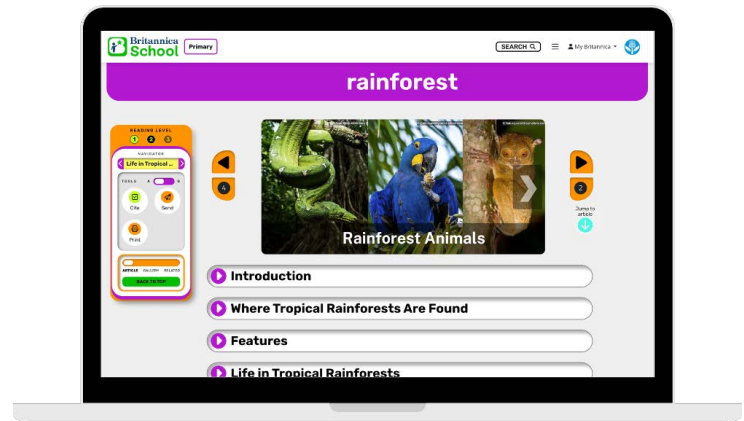 Britannica
School
Primary
SEARCH
My Britannica
rainforest
READING LEVEL
1 2 3
NAVIGATOR
Life in Tropical ...
TOOLS
Cite
Send
Print
ARTICLE GALLERY RELATED
BACK TO TOP
4
Rainforest Animals
2
Jump to
article
Introduction
Where Tropical Rainforests Are Found
Features
Life in Tropical Rainforests